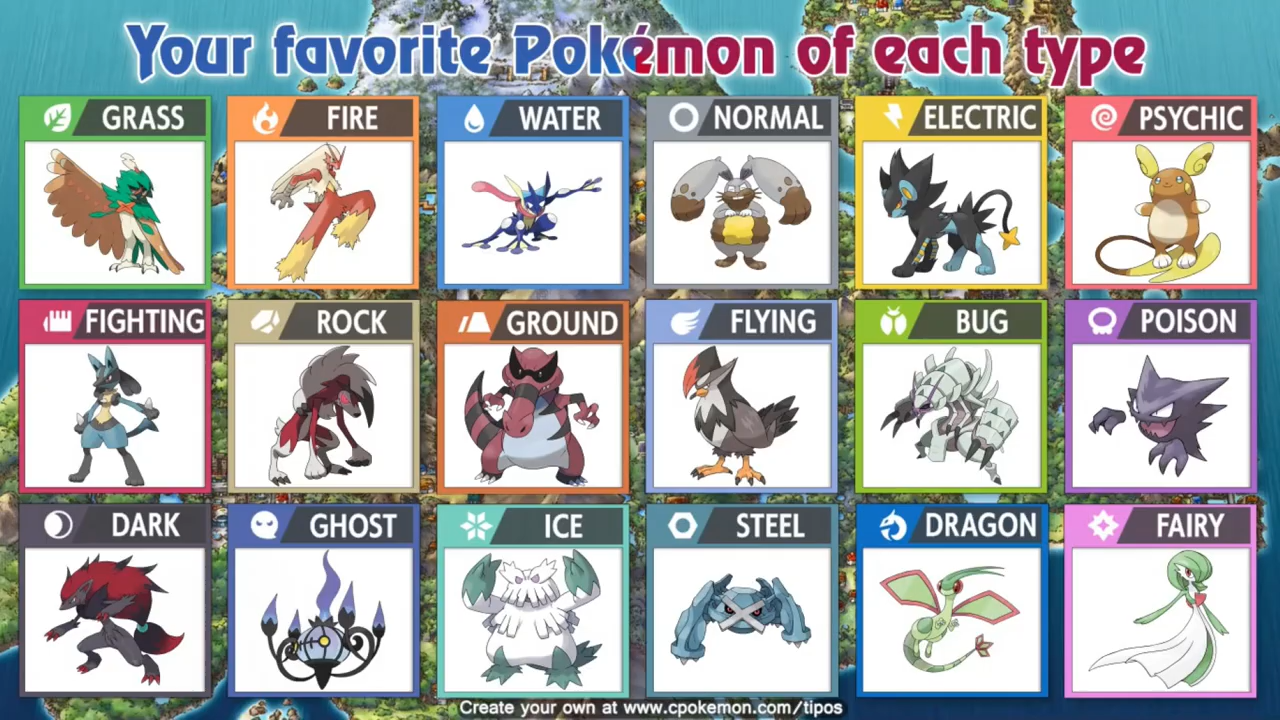 Your favorite Pokémon of each type
GRASS
FIRE
WATER
NORMAL
ELECTRIC
PSYCHIC
FIGHTING
ROCK
GROUND
FLYING
BUG
POISON
DARK
GHOST
ICE
STEEL
DRAGON
FAIRY
Create your own at www.cpokemon.com/tipos